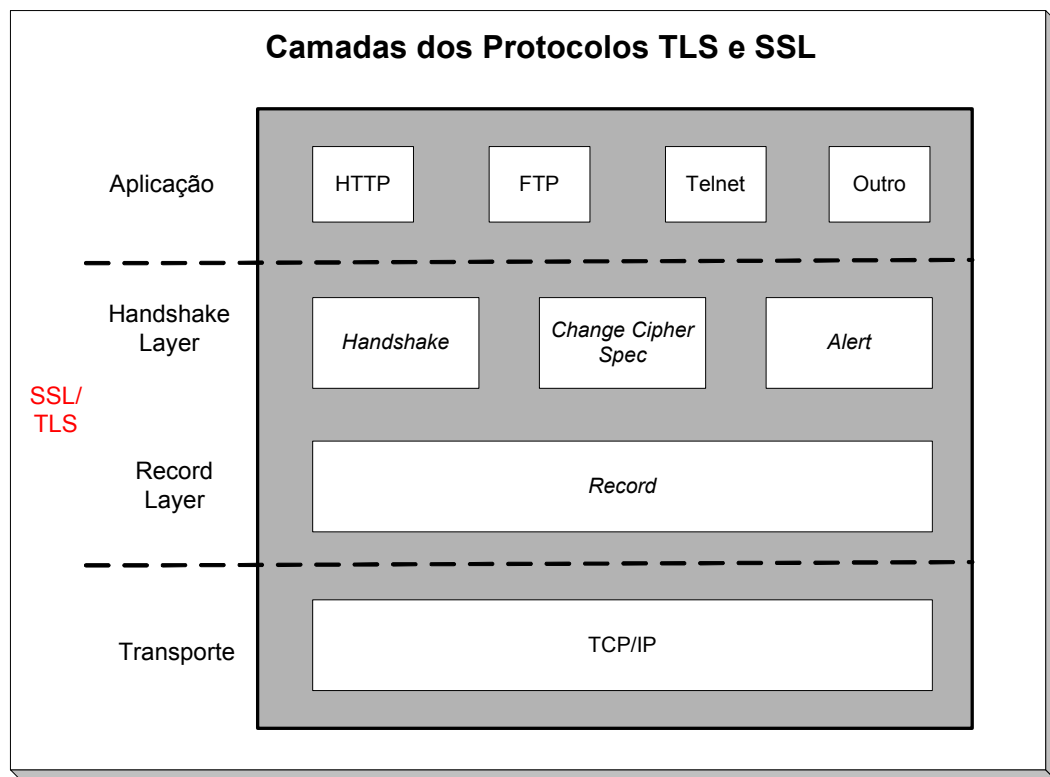 Camadas dos Protocolos TLS e SSL
Aplicação
HTTP
FTP
Telnet
Outro
Handshake
Layer
Handshake
Change Cipher
Spec
Alert
SSL/
TLS
Record
Layer
Record
Transporte
TCP/IP